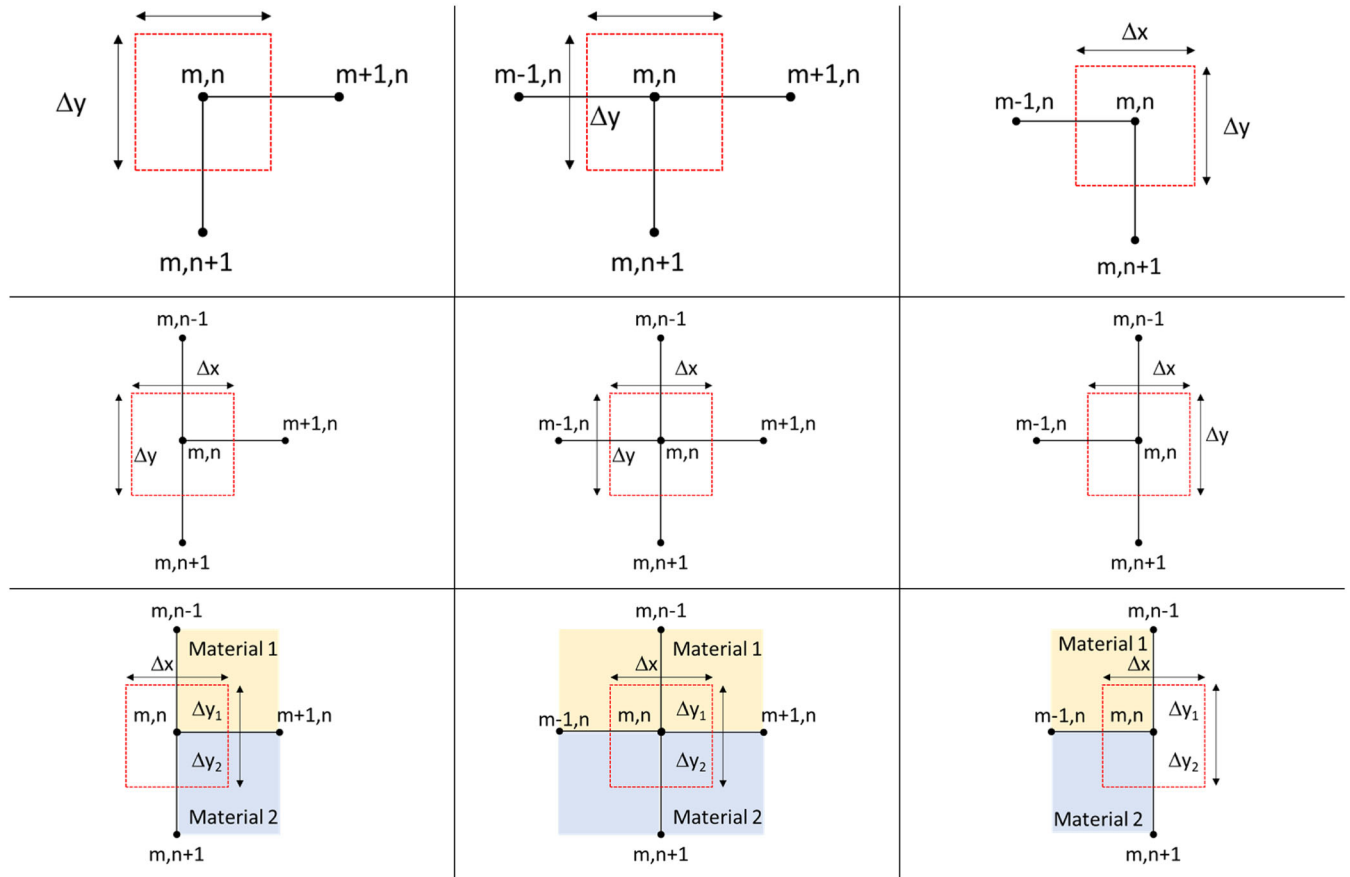 m,n
m+1,n
Δy
m,n+1
m-1,n
m,n
m+1,n
Δy
m,n+1
Δx
m-1,n
m,n
Δy
m,n+1
m,n-1
Δx
m+1,n
Δy
m,n
m,n+1
m,n-1
Δx
m-1,n
m+1,n
Δy
m,n
m,n+1
m,n-1
Δx
m-1,n
Δy
m,n
m,n+1
m,n-1
Material 1
Δx
m,n
Δy₁
m+1,n
Δy₂
Material 2
m,n+1
m,n-1
Material 1
Δx
m-1,n
m,n
Δy₁
m+1,n
Δy₂
Material 2
m,n+1
m,n-1
Material 1
Δx
m-1,n
m,n
Δy₁
Δy₂
Material 2
m,n+1